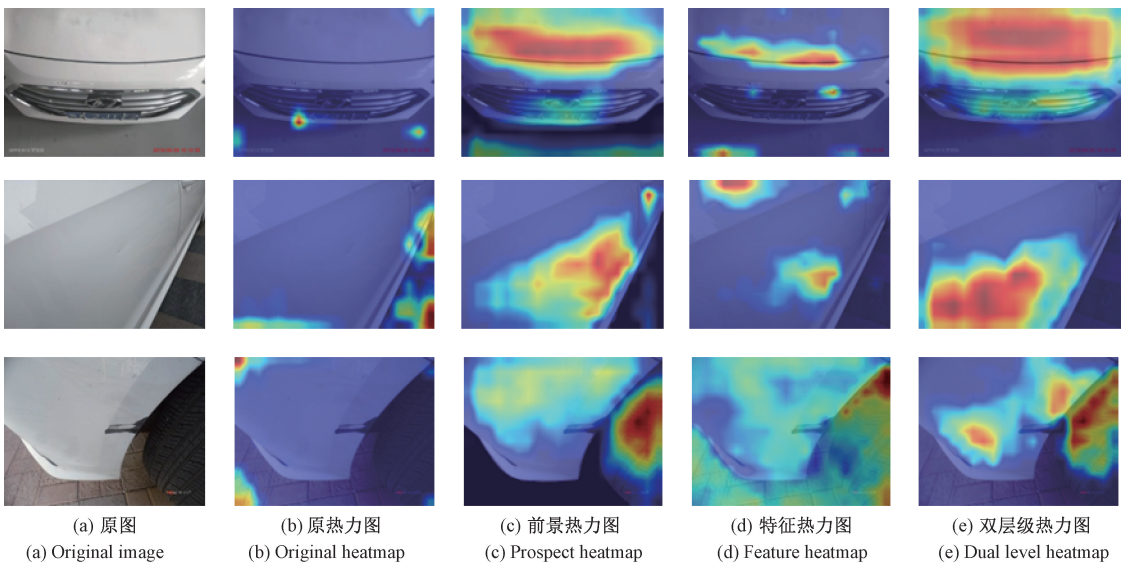 (a) 原图
(b) 原热力图
(c) 前景热力图
(d) 特征热力图
(e) 双层级热力图
(a) Original image
(b) Original heatmap
(c) Prospect heatmap
(d) Feature heatmap
(e) Dual level heatmap